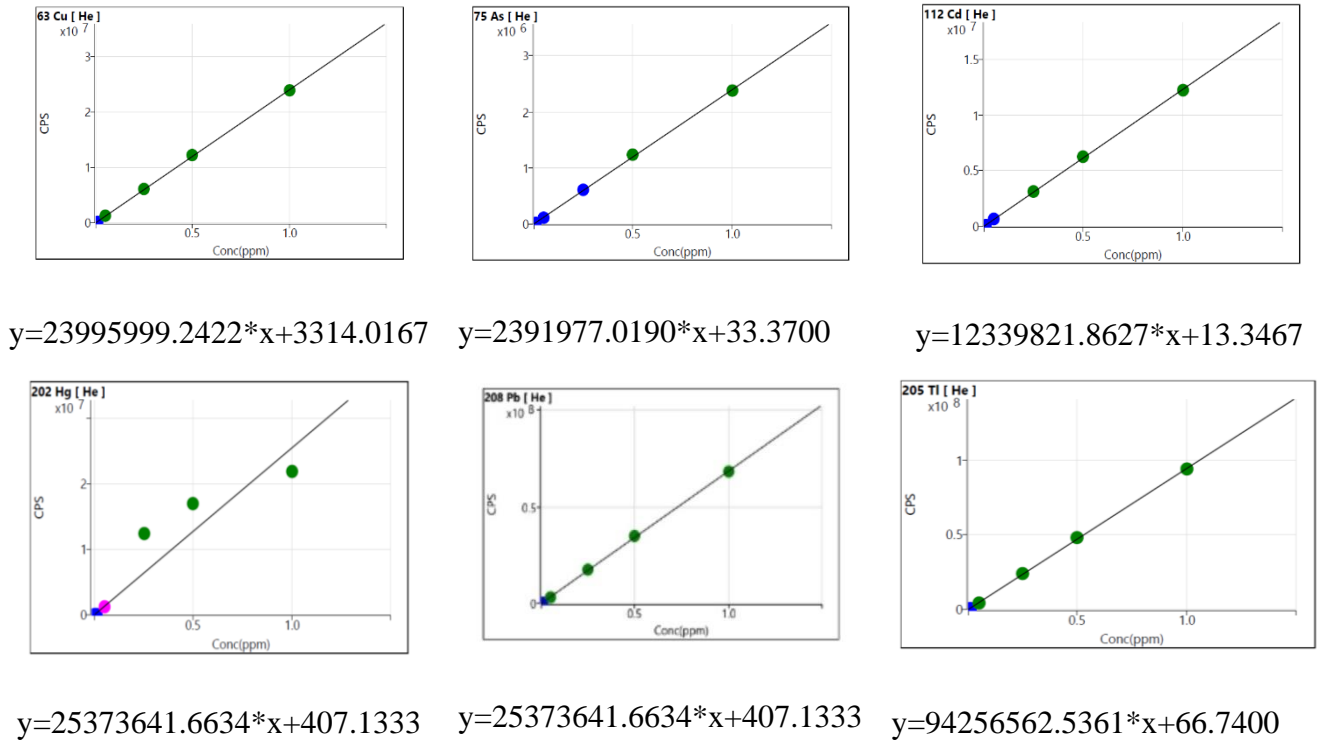 63 Cu [ He ]
x10 7
3
2
1
0
CPS
0.5 1.0
Conc(ppm)
75 As [ He ]
x10 6
3
2
1
0
CPS
0.5 1.0
Conc(ppm)
112 Cd [ He ]
x10 7
1.5
1
0.5
0
CPS
0.5 1.0
Conc(ppm)
y=23995999.2422*x+3314.0167
y=2391977.0190*x+33.3700
y=12339821.8627*x+13.3467
202 Hg [ He ]
x10 7
2
1
0
CPS
0.5 1.0
Conc(ppm)
208 Pb [ He ]
x10 8
0.5
0
CPS
0.5 1.0
Conc(ppm)
205 Tl [ He ]
x10 8
1
0.5
0
CPS
0.5 1.0
Conc(ppm)
y=25373641.6634*x+407.1333
y=25373641.6634*x+407.1333
y=94256562.5361*x+66.7400